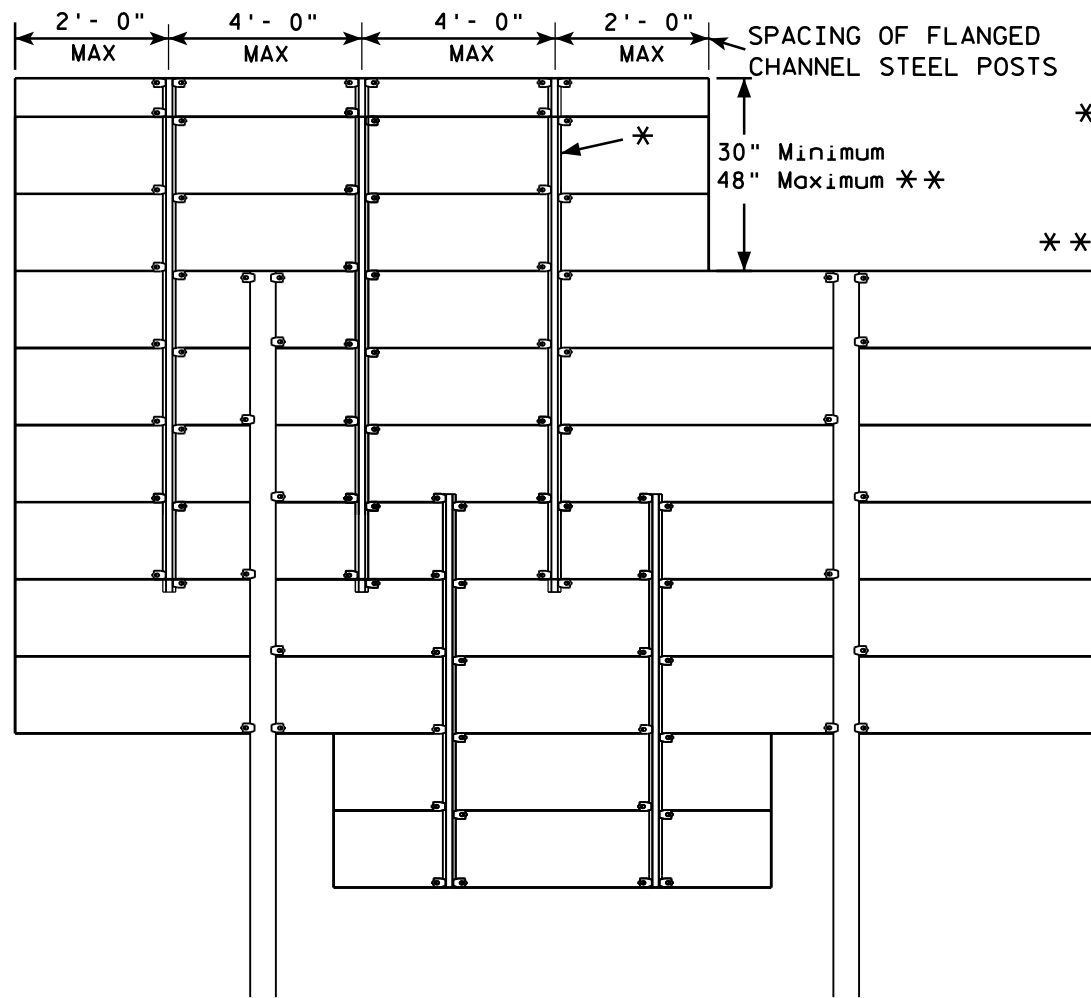 2'- 0" 4'- 0" 4'- 0" 2'- 0"
MAX MAX MAX MAX
SPACING OF FLANGED
CHANNEL STEEL POSTS
*
*
30" Minimum
48" Maximum * *
* *